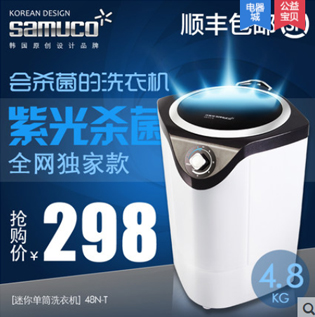 KOREAN DESIGN
samuco
韩国原创设计品牌
顺丰包邮
电器城
公益宝贝
会杀菌的洗衣机
紫光杀菌
全网独家款
抢购价¥298
4.8
KG
[迷你单筒洗衣机] 48N-T